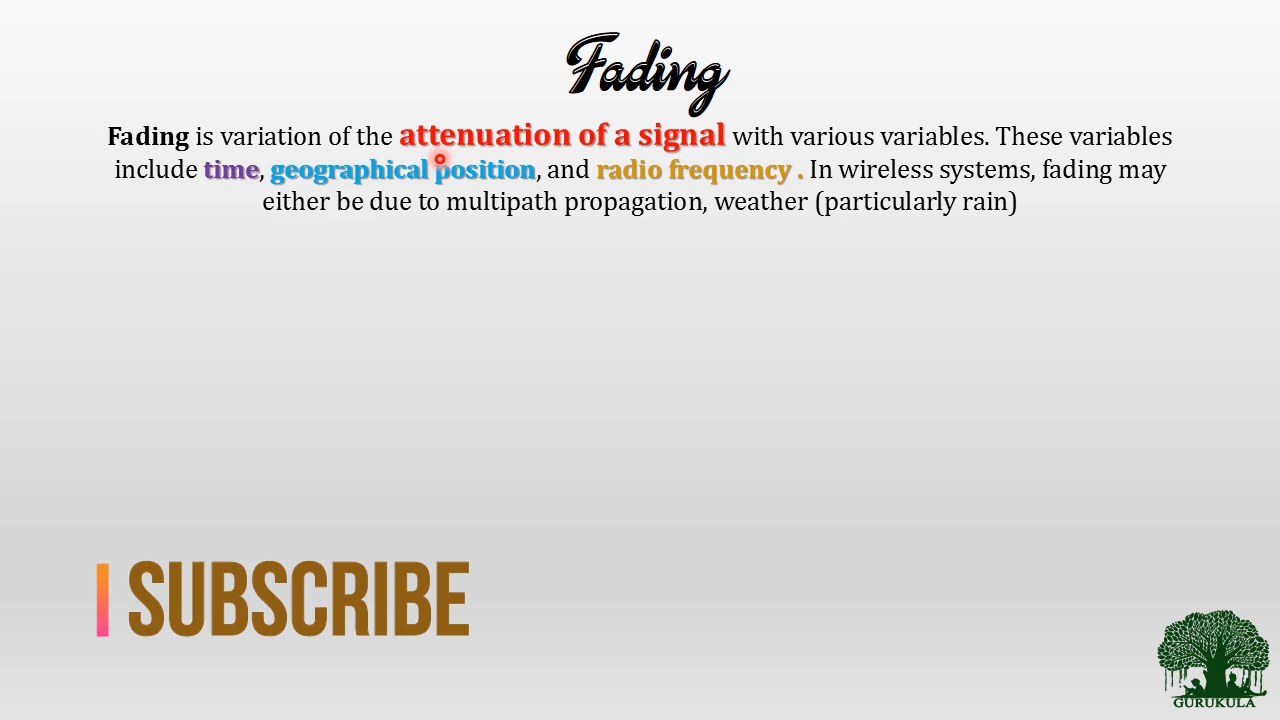 Fading
Fading is variation of the attenuation of a signal with various variables. These variables
include time, geographical position, and radio frequency . In wireless systems, fading may
either be due to multipath propagation, weather (particularly rain)
SUBSCRIBE
GURUKULA